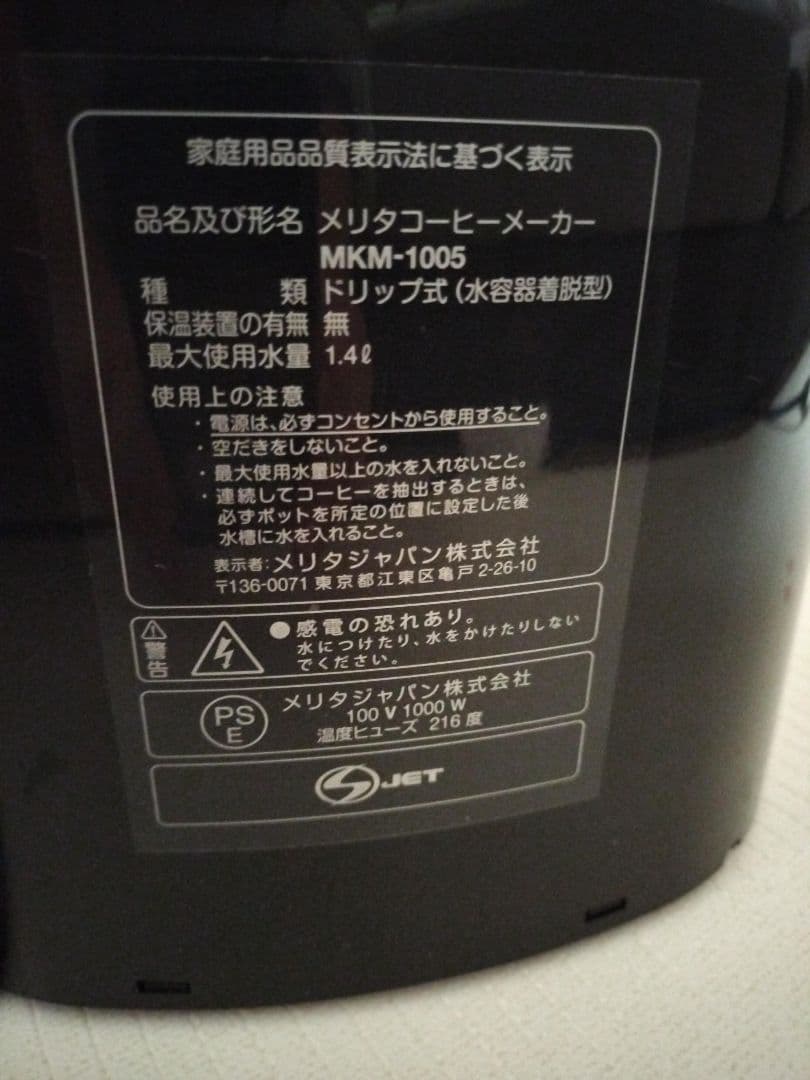 家庭用品品質表示法に基づく表示
品名及び形名 メリタコーヒーメーカー
MKM-1005
種 類 ドリップ式(水容器着脱型)
保温装置の有無 無
最大使用水量 1.4ℓ
使用上の注意
・電源は、必ずコンセントから使用すること。
・空だきをしないこと。
・最大使用水量以上の水を入れないこと。
・連続してコーヒーを抽出するときは、
必ずポットを所定の位置に設定した後
水槽に水を入れること。
表示者:メリタジャパン株式会社
〒136-0071 東京都江東区亀戸 2-26-10
⚠警告
●感電の恐れあり。
水につけたり、水をかけたりしない
でください。
PS
E
メリタジャパン株式会社
100 V 1000 W
温度ヒューズ 216 度
S JET